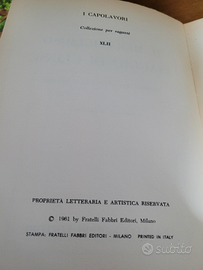 I CAPOLAVORI
Collezione per ragazzi
XLII
PROPRIETÀ LETTERARIA E ARTISTICA RISERVATA
© 1961 by Fratelli Fabbri Editori, Milano
STAMPA: FRATELLI FABBRI EDITORI - MILANO PRINTED IN ITALY
subito